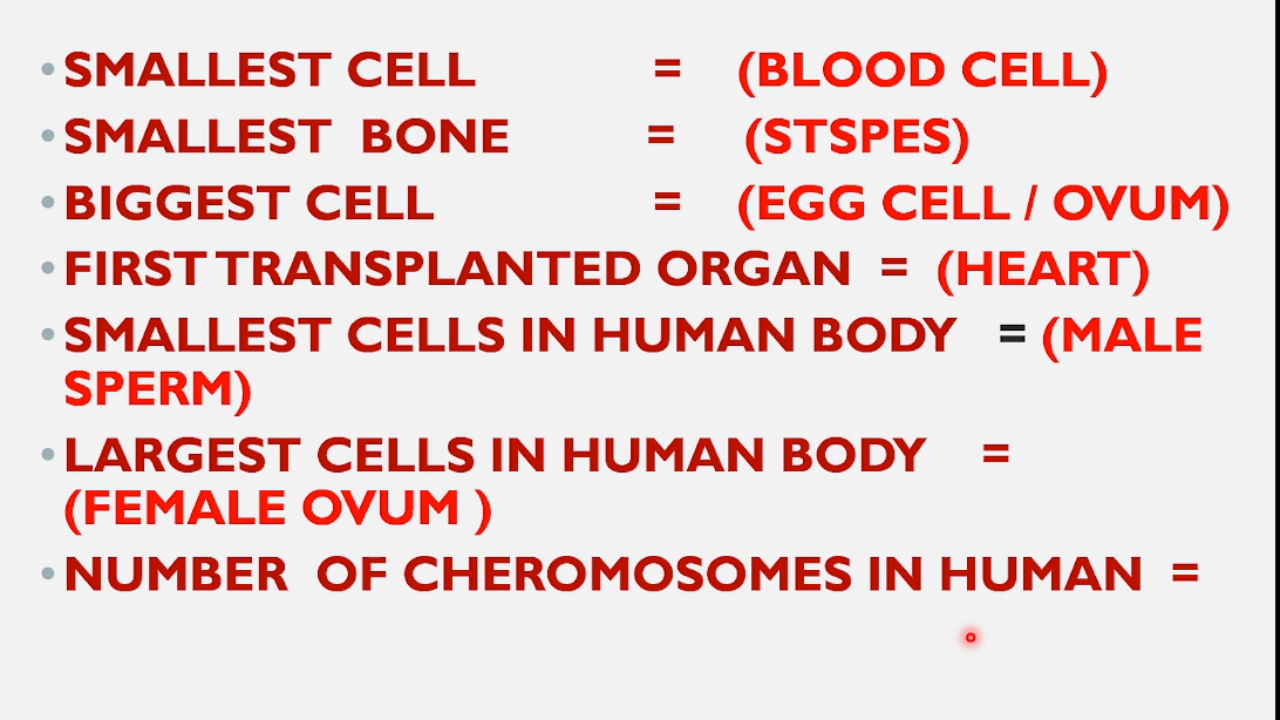 • SMALLEST CELL = (BLOOD CELL)
• SMALLEST BONE = (STSPES)
• BIGGEST CELL = (EGG CELL / OVUM)
• FIRST TRANSPLANTED ORGAN = (HEART)
• SMALLEST CELLS IN HUMAN BODY = (MALE
SPERM)
• LARGEST CELLS IN HUMAN BODY =
(FEMALE OVUM )
• NUMBER OF CHEROMOSOMES IN HUMAN =